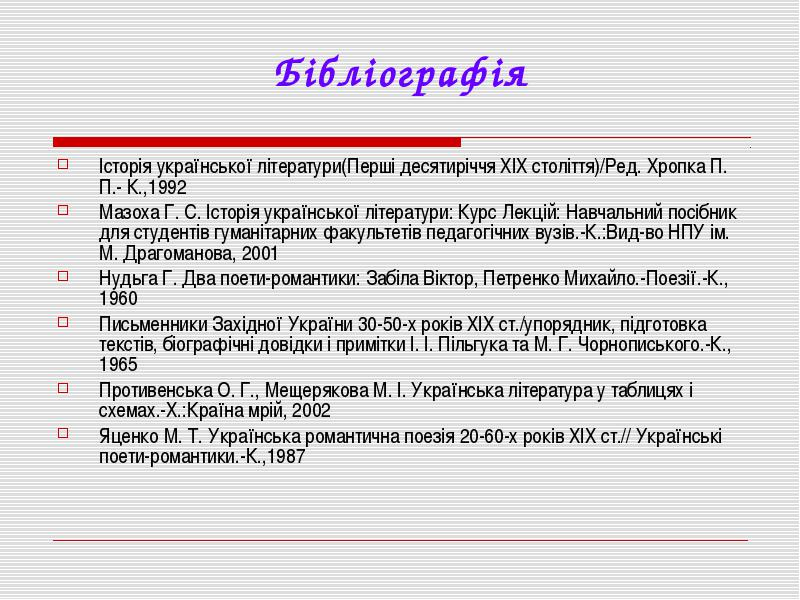 Бібліографія
Історія української літератури(Перші десятиріччя XIX століття)/Ред. Хропка П.
П.- К.,1992
Мазоха Г. С. Історія української літератури: Курс Лекцій: Навчальний посібник
для студентів гуманітарних факультетів педагогічних вузів.-К.:Вид-во НПУ ім.
М. Драгоманова, 2001
Нудьга Г. Два поети-романтики: Забіла Віктор, Петренко Михайло.-Поезії.-К.,
1960
Письменники Західної України 30-50-х років XIX ст./упорядник, підготовка
текстів, біографічні довідки і примітки І. І. Пільгука та М. Г. Чорнописького.-К.,
1965
Противенська О. Г., Мещерякова М. І. Українська література у таблицях і
схемах.-Х.:Країна мрій, 2002
Яценко М. Т. Українська романтична поезія 20-60-х років XIX ст.// Українські
поети-романтики.-К.,1987